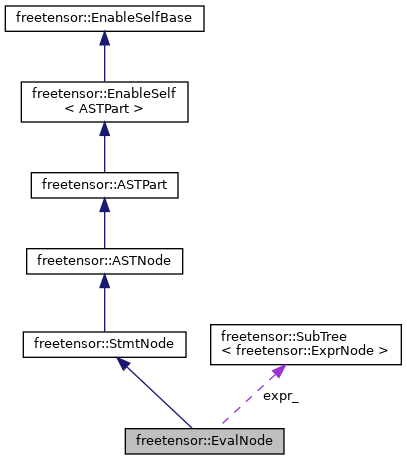 freetensor::EnableSelfBase
freetensor::EnableSelf
< ASTPart >
freetensor::ASTPart
freetensor::ASTNode
freetensor::StmtNode
freetensor::SubTree
< freetensor::ExprNode >
expr_
freetensor::EvalNode